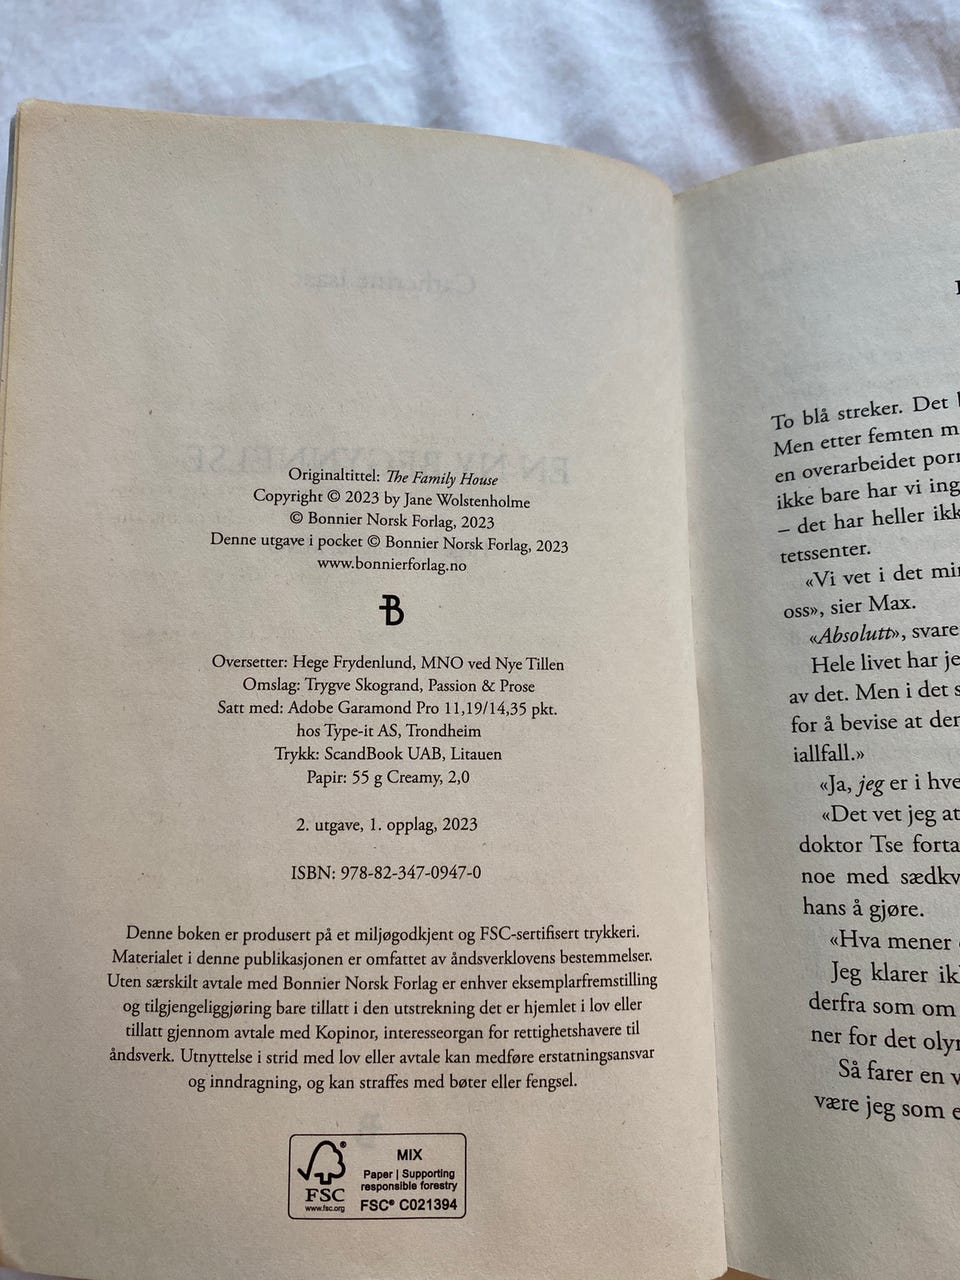 Originaltittel: The Family House
Copyright © 2023 by Jane Wolstenholme
© Bonnier Norsk Forlag, 2023
Denne utgave i pocket © Bonnier Norsk Forlag, 2023
www.bonnierforlag.no
B
Oversetter: Hege Frydenlund, MNO ved Nye Tillen
Omslag: Trygve Skogrand, Passion & Prose
Satt med: Adobe Garamond Pro 11,19/14,35 pkt.
hos Type-it AS, Trondheim
Trykk: ScandBook UAB, Litauen
Papir: 55 g Creamy, 2,0
2. utgave, 1. opplag, 2023
ISBN: 978-82-347-0947-0
Denne boken er produsert på et miljøgodkjent og FSC-sertifisert trykkeri.
Materialet i denne publikasjonen er omfattet av åndsverklovens bestemmelser.
Uten særskilt avtale med Bonnier Norsk Forlag er enhver eksemplarfremstilling
og tilgjengeliggjøring bare tillatt i den utstrekning det er hjemlet i lov eller
tillatt gjennom avtale med Kopinor, interesseorgan for rettighetshavere til
åndsverk. Utnyttelse i strid med lov eller avtale kan medføre erstatningsansvar
og inndragning, og kan straffes med bøter eller fengsel.
FSC
www.fsc.org
MIX
Paper | Supporting
responsible forestry
FSC® C021394
To blå streker. Det
Men etter femten
en overarbeidet
ikke bare har vi
– det har heller
tetssenter.
«Vi vet i det
oss», sier Max.
«Absolutt»,
Hele livet har
av det. Men i det
for å bevise at
iallfall.»
«Ja, jeg er i
«Det vet jeg at
doktor Tse
noe med
hans å gjøre.
«Hva mener
Jeg klarer
derfra som om
ner for det
Så farer en
være jeg som